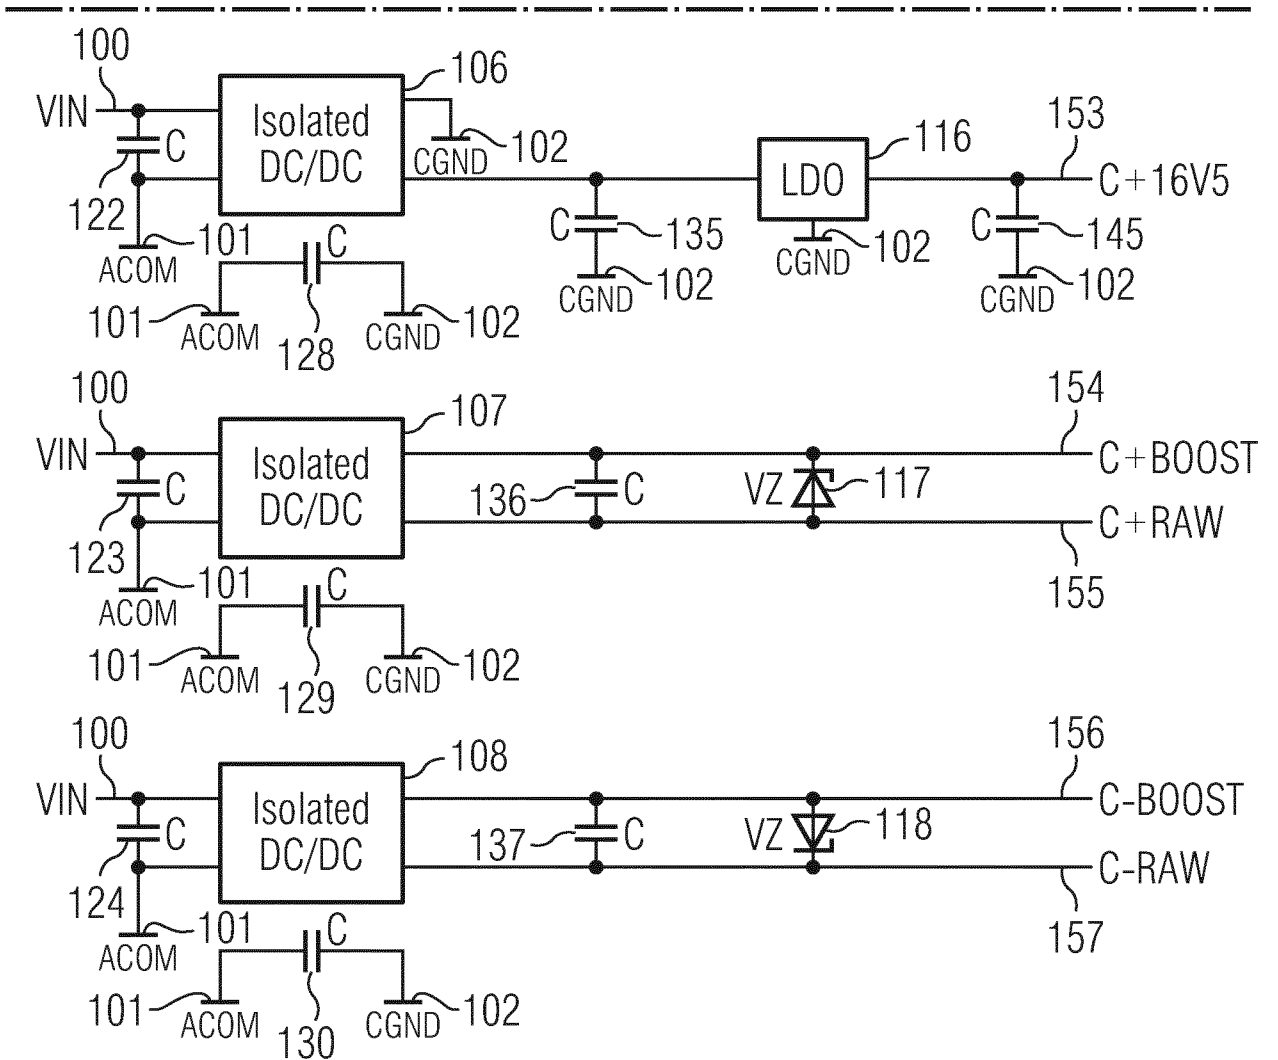 100
106
VIN
Isolated
DC/DC
C
102
CGND
122
101
ACOM
C
128
101
ACOM
102
CGND
C
135
102
CGND
116
LDO
102
CGND
153
C+16V5
C
145
102
CGND
100
107
VIN
Isolated
DC/DC
C
123
101
ACOM
C
129
101
ACOM
102
CGND
136
C
VZ
117
154
C+BOOST
C+RAW
155
100
108
VIN
Isolated
DC/DC
C
124
101
ACOM
C
130
101
ACOM
102
CGND
137
C
VZ
118
156
C-BOOST
C-RAW
157